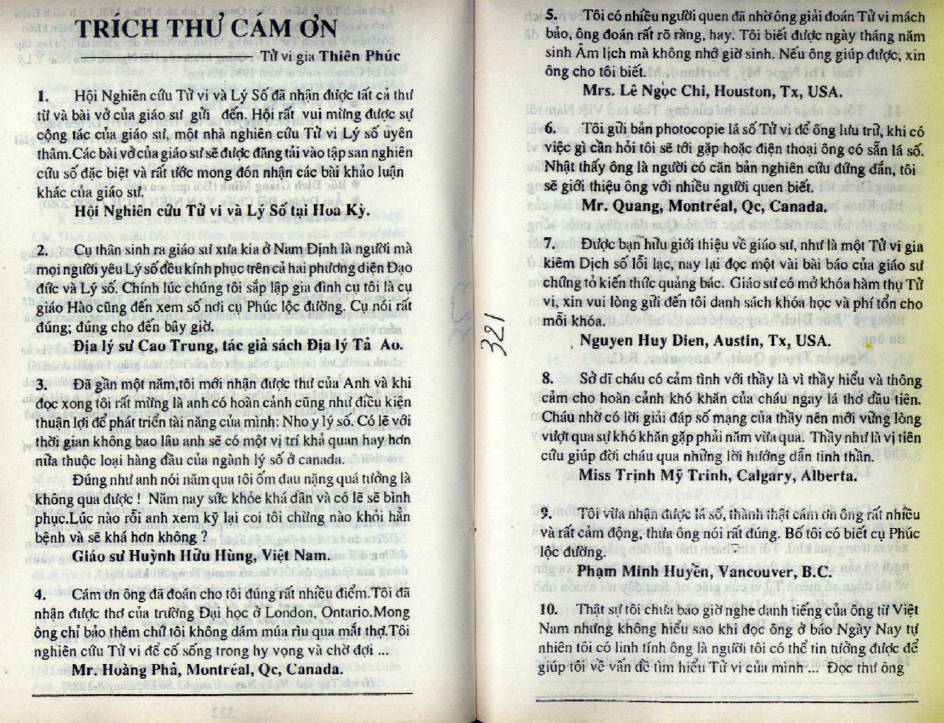 TRÍCH THƯ CẢM ƠN
Tử vi gia Thiên Phúc
1. Hội Nghiên cứu Tử vi và Lý Số đã nhận được tất cả thư
từ và bài vở của giáo sư gửi đến. Hội rất vui mừng được sự
cộng tác của giáo sư, một nhà nghiên cứu Tử vi Lý số uyên
thâm.Các bài vở của giáo sư sẽ được đăng tải vào tập san nghiên
cứu số đặc biệt và rất ước mong đón nhận các bài khảo luận
khác của giáo sư.
Hội Nghiên cứu Tử vi và Lý Số tại Hoa Kỳ.
2. Cụ thân sinh ra giáo sư xưa kia ở Nam Định là người mà
mọi người yêu Lý số đều kính phục trên cả hai phương diện Đạo
đức và Lý số. Chính lúc chúng tôi sắp lập gia đình cụ tôi là cụ
giáo Hào cũng đến xem số nơi cụ Phúc lộc đường. Cụ nói rất
đúng; đúng cho đến bây giờ.
Địa lý sư Cao Trung, tác giả sách Địa lý Tả Ao.
3. Đã gần một năm,tôi mới nhận được thư của Anh và khi
đọc xong tôi rất mừng là anh có hoàn cảnh cũng như điều kiện
thuận lợi để phát triển tài năng của mình: Nho y lý số. Có lẽ với
thời gian không bao lâu anh sẽ có một vị trí khả quan hay hơn
nữa thuộc loại hàng đầu của ngành lý số ở canada.
Đúng như anh nói năm qua tôi ốm đau nặng quá tưởng là
không qua được ! Năm nay sức khỏe khá dần và có lẽ sẽ bình
phục.Lúc nào rỗi anh xem kỹ lại coi tôi chừng nào khỏi hẳn
bệnh và sẽ khá hơn không ?
Giáo sư Huỳnh Hữu Hùng, Việt Nam.
4. Cám ơn ông đã đoán cho tôi đúng rất nhiều điểm.Tôi đã
nhận được thơ của trường Đại học ở London, Ontario.Mong
ông chỉ bảo thêm chứ tôi không dám múa rìu qua mắt thợ.Tôi
nghiên cứu Tử vi để cố sống trong hy vọng và chờ đợi ...
Mr. Hoàng Phả, Montréal, Qc, Canada.
5. Tôi có nhiều người quen đã nhờ ông giải đoán Tử vi mách
bảo, ông đoán rất rõ ràng, hay. Tôi biết được ngày tháng năm
sinh Âm lịch mà không nhớ giờ sinh. Nếu ông giúp được, xin
ông cho tôi biết.
Mrs. Lê Ngọc Chi, Houston, Tx, USA.
6. Tôi gửi bản photocopie lá số Tử vi để ông lưu trữ, khi có
việc gì cần hỏi tôi sẽ tới gặp hoặc điện thoại ông có sẵn lá số.
Nhật thấy ông là người có căn bản nghiên cứu đứng đắn, tôi
sẽ giới thiệu ông với nhiều người quen biết.
Mr. Quang, Montréal, Qc, Canada.
7. Được bạn hữu giới thiệu về giáo sư, như là một Tử vi gia
kiêm Dịch số lỗi lạc, nay lại đọc một vài bài báo của giáo sư
chứng tỏ kiến thức quảng bác. Giáo sư có mở khóa hàm thụ Tử
vi, xin vui lòng gửi đến tôi danh sách khóa học và phí tổn cho
mỗi khóa.
Nguyen Huy Dien, Austin, Tx, USA.
8. Sở dĩ cháu có cảm tình với thầy là vì thầy hiểu và thông
cảm cho hoàn cảnh khó khăn của cháu ngay lá thơ đầu tiên.
Cháu nhờ có lời giải đáp số mạng của thầy nên mới vững lòng
vượt qua sự khó khăn gặp phải năm vừa qua. Thầy như là vị tiên
cứu giúp đời cháu qua những lời hướng dẫn tinh thần.
Miss Trịnh Mỹ Trinh, Calgary, Alberta.
9. Tôi vừa nhận được lá số, thành thật cám ơn ông rất nhiều
và rất cảm động, thưa ông nói rất đúng. Bố tôi có biết cụ Phúc
lộc đường.
Phạm Minh Huyền, Vancouver, B.C.
10. Thật sự tôi chưa bao giờ nghe danh tiếng của ông từ Việt
Nam nhưng không hiểu sao khi đọc ông ở báo Ngày Nay tự
nhiên tôi có linh tính ông là người tôi có thể tin tưởng được để
giúp tôi về vấn đề tìm hiểu Tử vi của mình ... Đọc thư ông
321